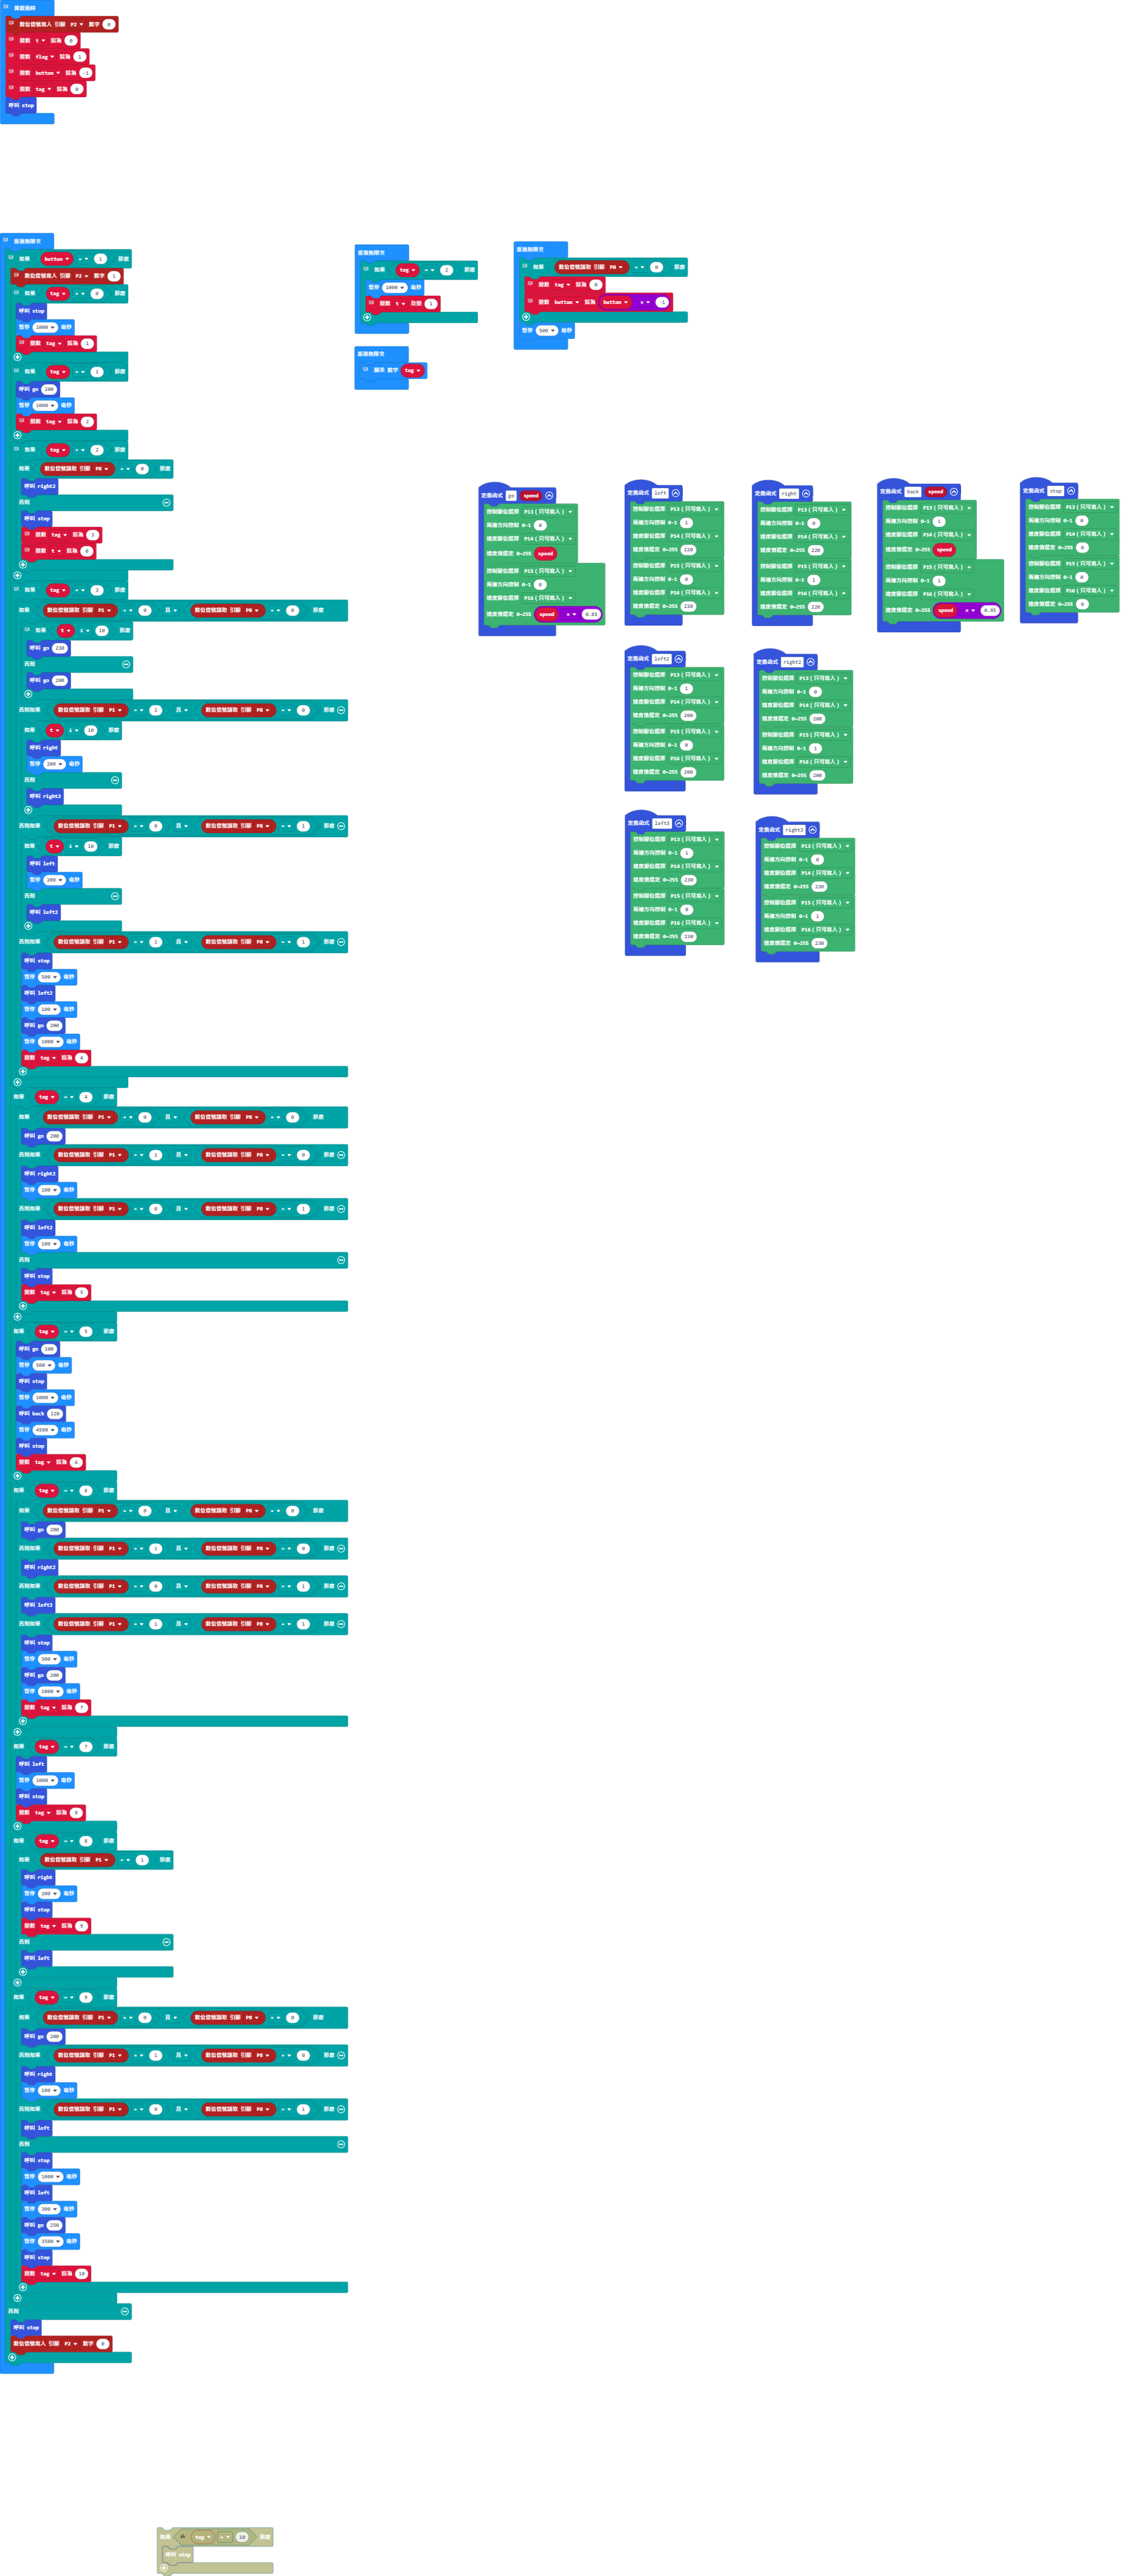 當啟動時
數位信號寫入 引腳 P2 數字 0
變數 t 設為 0
變數 flag 設為 1
變數 button 設為 -1
變數 tag 設為 0
呼叫 stop
重複無限次
如果 button = 1 那麼
數位信號寫入 引腳 P2 數字 1
如果 tag = 0 那麼
呼叫 stop
暫停 1000 毫秒
變數 tag 設為 1
如果 tag = 1 那麼
呼叫 go 200
暫停 1000 毫秒
變數 tag 設為 2
如果 tag = 2 那麼
如果 數位信號讀取 引腳 P8 = 0 那麼
呼叫 right2
否則
呼叫 stop
變數 tag 設為 3
變數 t 設為 0
如果 tag = 3 那麼
如果 數位信號讀取 引腳 P1 = 0 且 數位信號讀取 引腳 P8 = 0 那麼
如果 t ≤ 10 那麼
呼叫 go 230
否則
呼叫 go 200
否則如果 數位信號讀取 引腳 P1 = 1 且 數位信號讀取 引腳 P8 = 0 那麼
如果 t ≤ 10 那麼
呼叫 right
暫停 200 毫秒
否則
呼叫 right2
否則如果 數位信號讀取 引腳 P1 = 0 且 數位信號讀取 引腳 P8 = 1 那麼
如果 t ≤ 10 那麼
呼叫 left
暫停 200 毫秒
否則
呼叫 left2
否則如果 數位信號讀取 引腳 P1 = 1 且 數位信號讀取 引腳 P8 = 1 那麼
呼叫 stop
暫停 500 毫秒
呼叫 left2
暫停 100 毫秒
呼叫 go 200
暫停 1000 毫秒
變數 tag 設為 4
如果 tag = 4 那麼
如果 數位信號讀取 引腳 P1 = 0 且 數位信號讀取 引腳 P8 = 0 那麼
呼叫 go 200
否則如果 數位信號讀取 引腳 P1 = 1 且 數位信號讀取 引腳 P8 = 0 那麼
呼叫 right2
暫停 100 毫秒
否則如果 數位信號讀取 引腳 P1 = 0 且 數位信號讀取 引腳 P8 = 1 那麼
呼叫 left2
暫停 100 毫秒
否則
呼叫 stop
變數 tag 設為 5
如果 tag = 5 那麼
呼叫 go 200
暫停 500 毫秒
呼叫 stop
暫停 1000 毫秒
呼叫 back 220
暫停 4500 毫秒
呼叫 stop
變數 tag 設為 6
如果 tag = 6 那麼
如果 數位信號讀取 引腳 P1 = 0 且 數位信號讀取 引腳 P8 = 0 那麼
呼叫 go 200
否則如果 數位信號讀取 引腳 P1 = 1 且 數位信號讀取 引腳 P8 = 0 那麼
呼叫 right2
否則如果 數位信號讀取 引腳 P1 = 0 且 數位信號讀取 引腳 P8 = 1 那麼
呼叫 left2
否則如果 數位信號讀取 引腳 P1 = 1 且 數位信號讀取 引腳 P8 = 1 那麼
呼叫 stop
暫停 500 毫秒
呼叫 go 200
暫停 1000 毫秒
變數 tag 設為 7
如果 tag = 7 那麼
呼叫 left
暫停 1000 毫秒
呼叫 stop
變數 tag 設為 8
如果 tag = 8 那麼
如果 數位信號讀取 引腳 P1 = 1 那麼
呼叫 right
暫停 200 毫秒
呼叫 stop
變數 tag 設為 9
否則
呼叫 left
如果 tag = 9 那麼
如果 數位信號讀取 引腳 P1 = 0 且 數位信號讀取 引腳 P8 = 0 那麼
呼叫 go 200
否則如果 數位信號讀取 引腳 P1 = 1 且 數位信號讀取 引腳 P8 = 0 那麼
呼叫 right
暫停 100 毫秒
否則如果 數位信號讀取 引腳 P1 = 0 且 數位信號讀取 引腳 P8 = 1 那麼
呼叫 left
否則
呼叫 stop
暫停 1000 毫秒
呼叫 left
暫停 300 毫秒
呼叫 go 250
暫停 3500 毫秒
呼叫 stop
變數 tag 設為 10
否則
呼叫 stop
數位信號寫入 引腳 P2 數字 0
重複無限次
如果 tag = 2 那麼
暫停 1000 毫秒
變數 t 改變 1
重複無限次
顯示 數字 tag
重複無限次
如果 數位信號讀取 引腳 P0 = 0 那麼
變數 tag 設為 0
變數 button 設為 button × -1
暫停 500 毫秒
定義函式 go speed
控制腳位選擇 P13 ( 只可寫入 )
馬達方向控制 0-1 0
速度腳位選擇 P14 ( 只可寫入 )
速度值設定 0~255 speed
控制腳位選擇 P15 ( 只可寫入 )
馬達方向控制 0-1 0
速度腳位選擇 P16 ( 只可寫入 )
速度值設定 0~255 speed × 0.85
定義函式 left
控制腳位選擇 P13 ( 只可寫入 )
馬達方向控制 0-1 1
速度腳位選擇 P14 ( 只可寫入 )
速度值設定 0~255 220
控制腳位選擇 P15 ( 只可寫入 )
馬達方向控制 0-1 0
速度腳位選擇 P16 ( 只可寫入 )
速度值設定 0~255 220
定義函式 right
控制腳位選擇 P13 ( 只可寫入 )
馬達方向控制 0-1 0
速度腳位選擇 P14 ( 只可寫入 )
速度值設定 0~255 220
控制腳位選擇 P15 ( 只可寫入 )
馬達方向控制 0-1 1
速度腳位選擇 P16 ( 只可寫入 )
速度值設定 0~255 220
定義函式 back speed
控制腳位選擇 P13 ( 只可寫入 )
馬達方向控制 0-1 1
速度腳位選擇 P14 ( 只可寫入 )
速度值設定 0~255 speed
控制腳位選擇 P15 ( 只可寫入 )
馬達方向控制 0-1 1
速度腳位選擇 P16 ( 只可寫入 )
速度值設定 0~255 speed × 0.85
定義函式 stop
控制腳位選擇 P13 ( 只可寫入 )
馬達方向控制 0-1 0
速度腳位選擇 P14 ( 只可寫入 )
速度值設定 0~255 0
控制腳位選擇 P15 ( 只可寫入 )
馬達方向控制 0-1 0
速度腳位選擇 P16 ( 只可寫入 )
速度值設定 0~255 0
定義函式 left2
控制腳位選擇 P13 ( 只可寫入 )
馬達方向控制 0-1 1
速度腳位選擇 P14 ( 只可寫入 )
速度值設定 0~255 200
控制腳位選擇 P15 ( 只可寫入 )
馬達方向控制 0-1 0
速度腳位選擇 P16 ( 只可寫入 )
速度值設定 0~255 200
定義函式 right2
控制腳位選擇 P13 ( 只可寫入 )
馬達方向控制 0-1 0
速度腳位選擇 P14 ( 只可寫入 )
速度值設定 0~255 200
控制腳位選擇 P15 ( 只可寫入 )
馬達方向控制 0-1 1
速度腳位選擇 P16 ( 只可寫入 )
速度值設定 0~255 200
定義函式 left3
控制腳位選擇 P13 ( 只可寫入 )
馬達方向控制 0-1 1
速度腳位選擇 P14 ( 只可寫入 )
速度值設定 0~255 230
控制腳位選擇 P15 ( 只可寫入 )
馬達方向控制 0-1 0
速度腳位選擇 P16 ( 只可寫入 )
速度值設定 0~255 230
定義函式 right3
控制腳位選擇 P13 ( 只可寫入 )
馬達方向控制 0-1 0
速度腳位選擇 P14 ( 只可寫入 )
速度值設定 0~255 230
控制腳位選擇 P15 ( 只可寫入 )
馬達方向控制 0-1 1
速度腳位選擇 P16 ( 只可寫入 )
速度值設定 0~255 230
如果 tag = 10 那麼
呼叫 stop